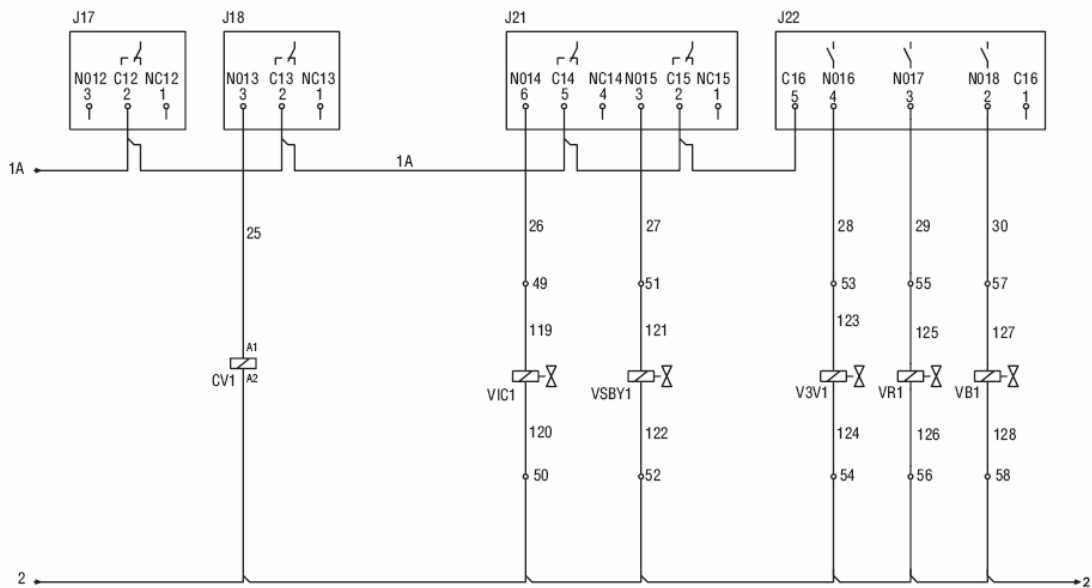 J17 J18 J21 J22
N012 C12 NC12 N013 C13 NC13 N014 C14 NC14 N015 C15 NC15 C16 N016 N017 N018 C16
3 2 1 3 2 1 6 5 4 3 2 1 5 4 3 2 1
1A 1A
25 26 27 28 29 30
49 51 53 55 57
119 121 123 125 127
A1
CV1 A2
VIC1 VSBY1 V3V1 VR1 VB1
120 122 124 126 128
50 52 54 56 58
2 2